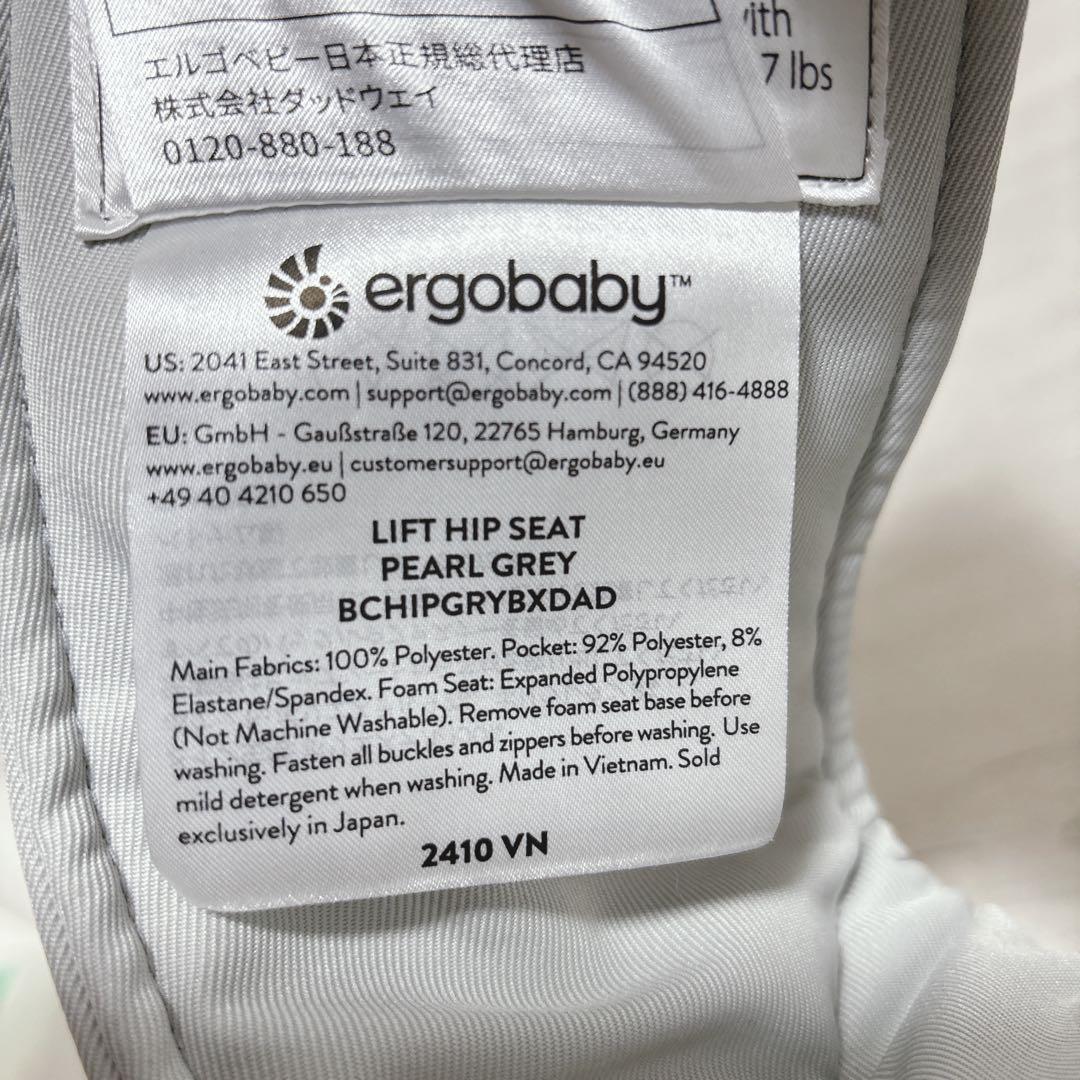 エルゴベビー日本正規総代理店
株式会社ダッドウェイ
0120-880-188
7 lbs
ergobaby™
US: 2041 East Street, Suite 831, Concord, CA 94520
www.ergobaby.com | support@ergobaby.com | (888) 416-4888
EU: GmbH - Gaußstraße 120, 22765 Hamburg, Germany
www.ergobaby.eu | customersupport@ergobaby.eu
+49 40 4210 650
LIFT HIP SEAT
PEARL GREY
BCHIPGRYBXDAD
Main Fabrics: 100% Polyester. Pocket: 92% Polyester, 8%
Elastane/Spandex. Foam Seat: Expanded Polypropylene
(Not Machine Washable). Remove foam seat base before
washing. Fasten all buckles and zippers before washing. Use
mild detergent when washing. Made in Vietnam. Sold
exclusively in Japan.
2410 VN